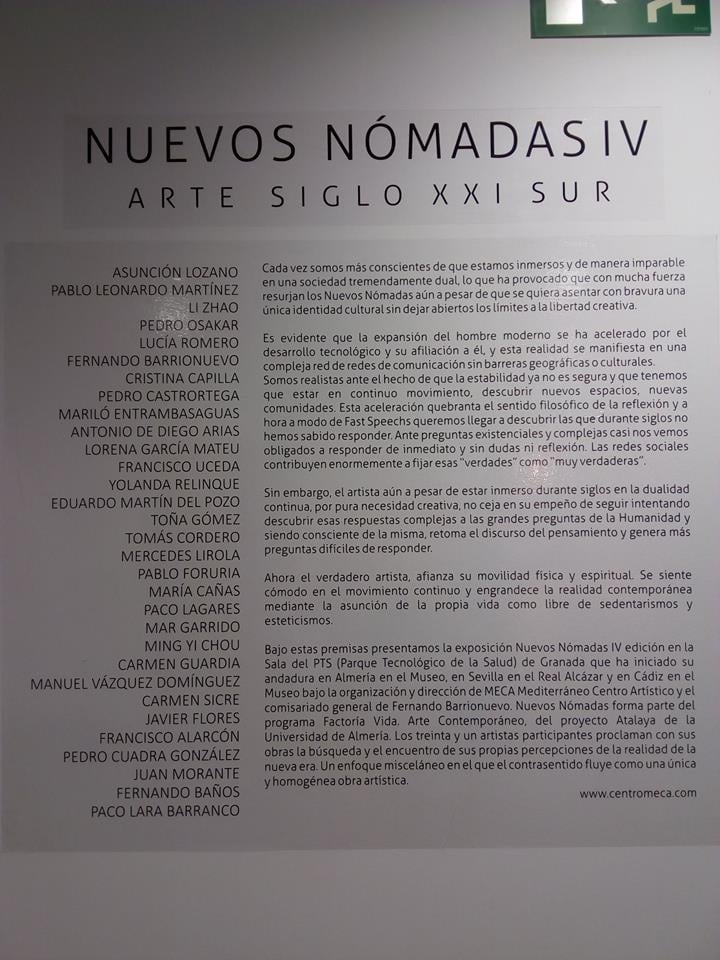 NUEVOS NÓMADAS IV
ARTE SIGLO XXI SUR
ASUNCIÓN LOZANO
PABLO LEONARDO MARTÍNEZ
LI ZHAO
PEDRO OSAKAR
LUCÍA ROMERO
FERNANDO BARRIONUEVO
CRISTINA CAPILLA
PEDRO CASTRORTEGA
MARILÓ ENTRAMBASAGUAS
ANTONIO DE DIEGO ARIAS
LORENA GARCÍA MATEU
FRANCISCO UCEDA
YOLANDA RELINQUE
EDUARDO MARTÍN DEL POZO
TOÑA GÓMEZ
TOMÁS CORDERO
MERCEDES LIROLA
PABLO FORURIA
MARÍA CAÑAS
PACO LAGARES
MAR GARRIDO
MING YI CHOU
CARMEN GUARDIA
MANUEL VÁZQUEZ DOMÍNGUEZ
CARMEN SICRE
JAVIER FLORES
FRANCISCO ALARCÓN
PEDRO CUADRA GONZÁLEZ
JUAN MORANTE
FERNANDO BAÑOS
PACO LARA BARRANCO
Cada vez somos más conscientes de que estamos inmersos y de manera imparable
en una sociedad tremendamente dual, lo que ha provocado que con mucha fuerza
resurjan los Nuevos Nómadas aún a pesar de que se quiera asentar con bravura una
única identidad cultural sin dejar abiertos los límites a la libertad creativa.
Es evidente que la expansión del hombre moderno se ha acelerado por el
desarrollo tecnológico y su afiliación a él, y esta realidad se manifiesta en una
compleja red de redes de comunicación sin barreras geográficas o culturales.
Somos realistas ante el hecho de que la estabilidad ya no es segura y que tenemos
que estar en continuo movimiento, descubrir nuevos espacios, nuevas
comunidades. Esta aceleración quebranta el sentido filosófico de la reflexión y a
hora a modo de Fast Speechs queremos llegar a descubrir las que durante siglos no
hemos sabido responder. Ante preguntas existenciales y complejas casi nos vemos
obligados a responder de inmediato y sin dudas ni reflexión. Las redes sociales
contribuyen enormemente a fijar esas "verdades" como "muy verdaderas".
Sin embargo, el artista aún a pesar de estar inmerso durante siglos en la dualidad
continua, por pura necesidad creativa, no ceja en su empeño de seguir intentando
descubrir esas respuestas complejas a las grandes preguntas de la Humanidad y
siendo consciente de la misma, retoma el discurso del pensamiento y genera más
preguntas difíciles de responder.
Ahora el verdadero artista, afianza su movilidad física y espiritual. Se siente
cómodo en el movimiento continuo y engrandece la realidad contemporánea
mediante la asunción de la propia vida como libre de sedentarismos y
esteticismos.
Bajo estas premisas presentamos la exposición Nuevos Nómadas IV edición en la
Sala del PTS (Parque Tecnológico de la Salud) de Granada que ha iniciado su
andadura en Almería en el Museo, en Sevilla en el Real Alcázar y en Cádiz en el
Museo bajo la organización y dirección de MECA Mediterráneo Centro Artístico y el
comisariado general de Fernando Barrionuevo. Nuevos Nómadas forma parte del
programa Factoría Vida. Arte Contemporáneo, del proyecto Atalaya de la
Universidad de Almería. Los treinta y un artistas participantes proclaman con sus
obras la búsqueda y el encuentro de sus propias percepciones de la realidad de la
nueva era. Un enfoque misceláneo en el que el contrasentido fluye como una única
y homogénea obra artística.
www.centromeca.com